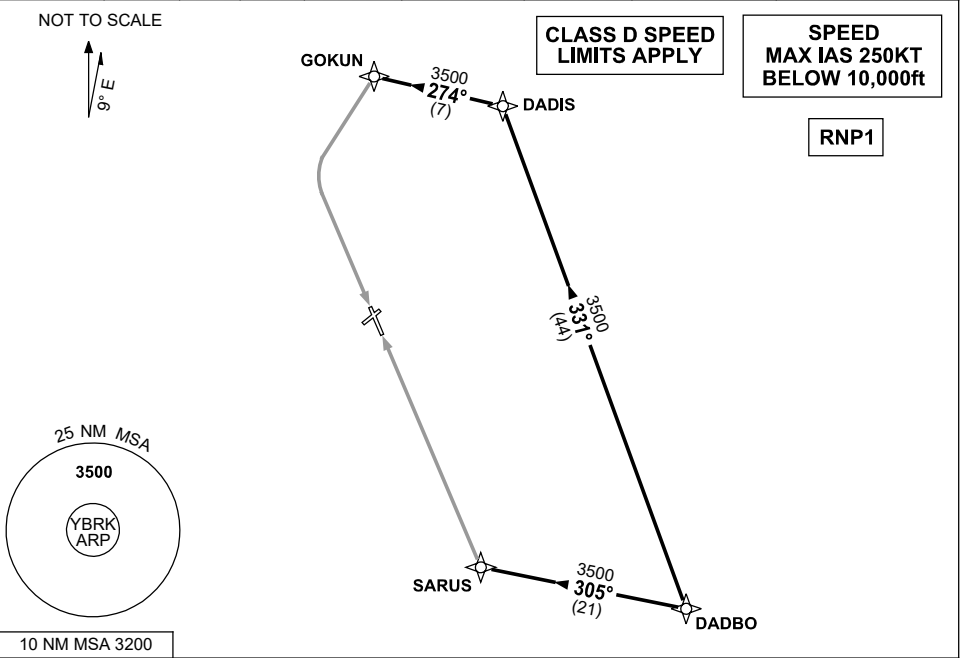 NOT TO SCALE
9° E
CLASS D SPEED
LIMITS APPLY
SPEED
MAX IAS 250KT
BELOW 10,000ft
RNP1
GOKUN
3500
274°
(7)
DADIS
3500
331°
(44)
25 NM MSA
3500
YBRK
ARP
SARUS
3500
305°
(21)
DADBO
10 NM MSA 3200